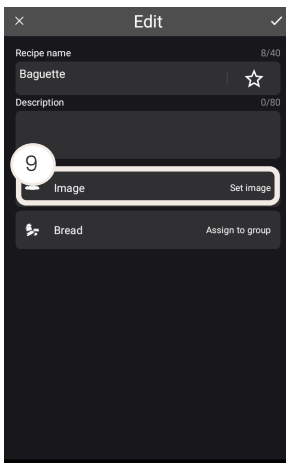 Edit
Recipe name 8/40
Baguette
Description 0/80
9
Image Set image
Bread Assign to group